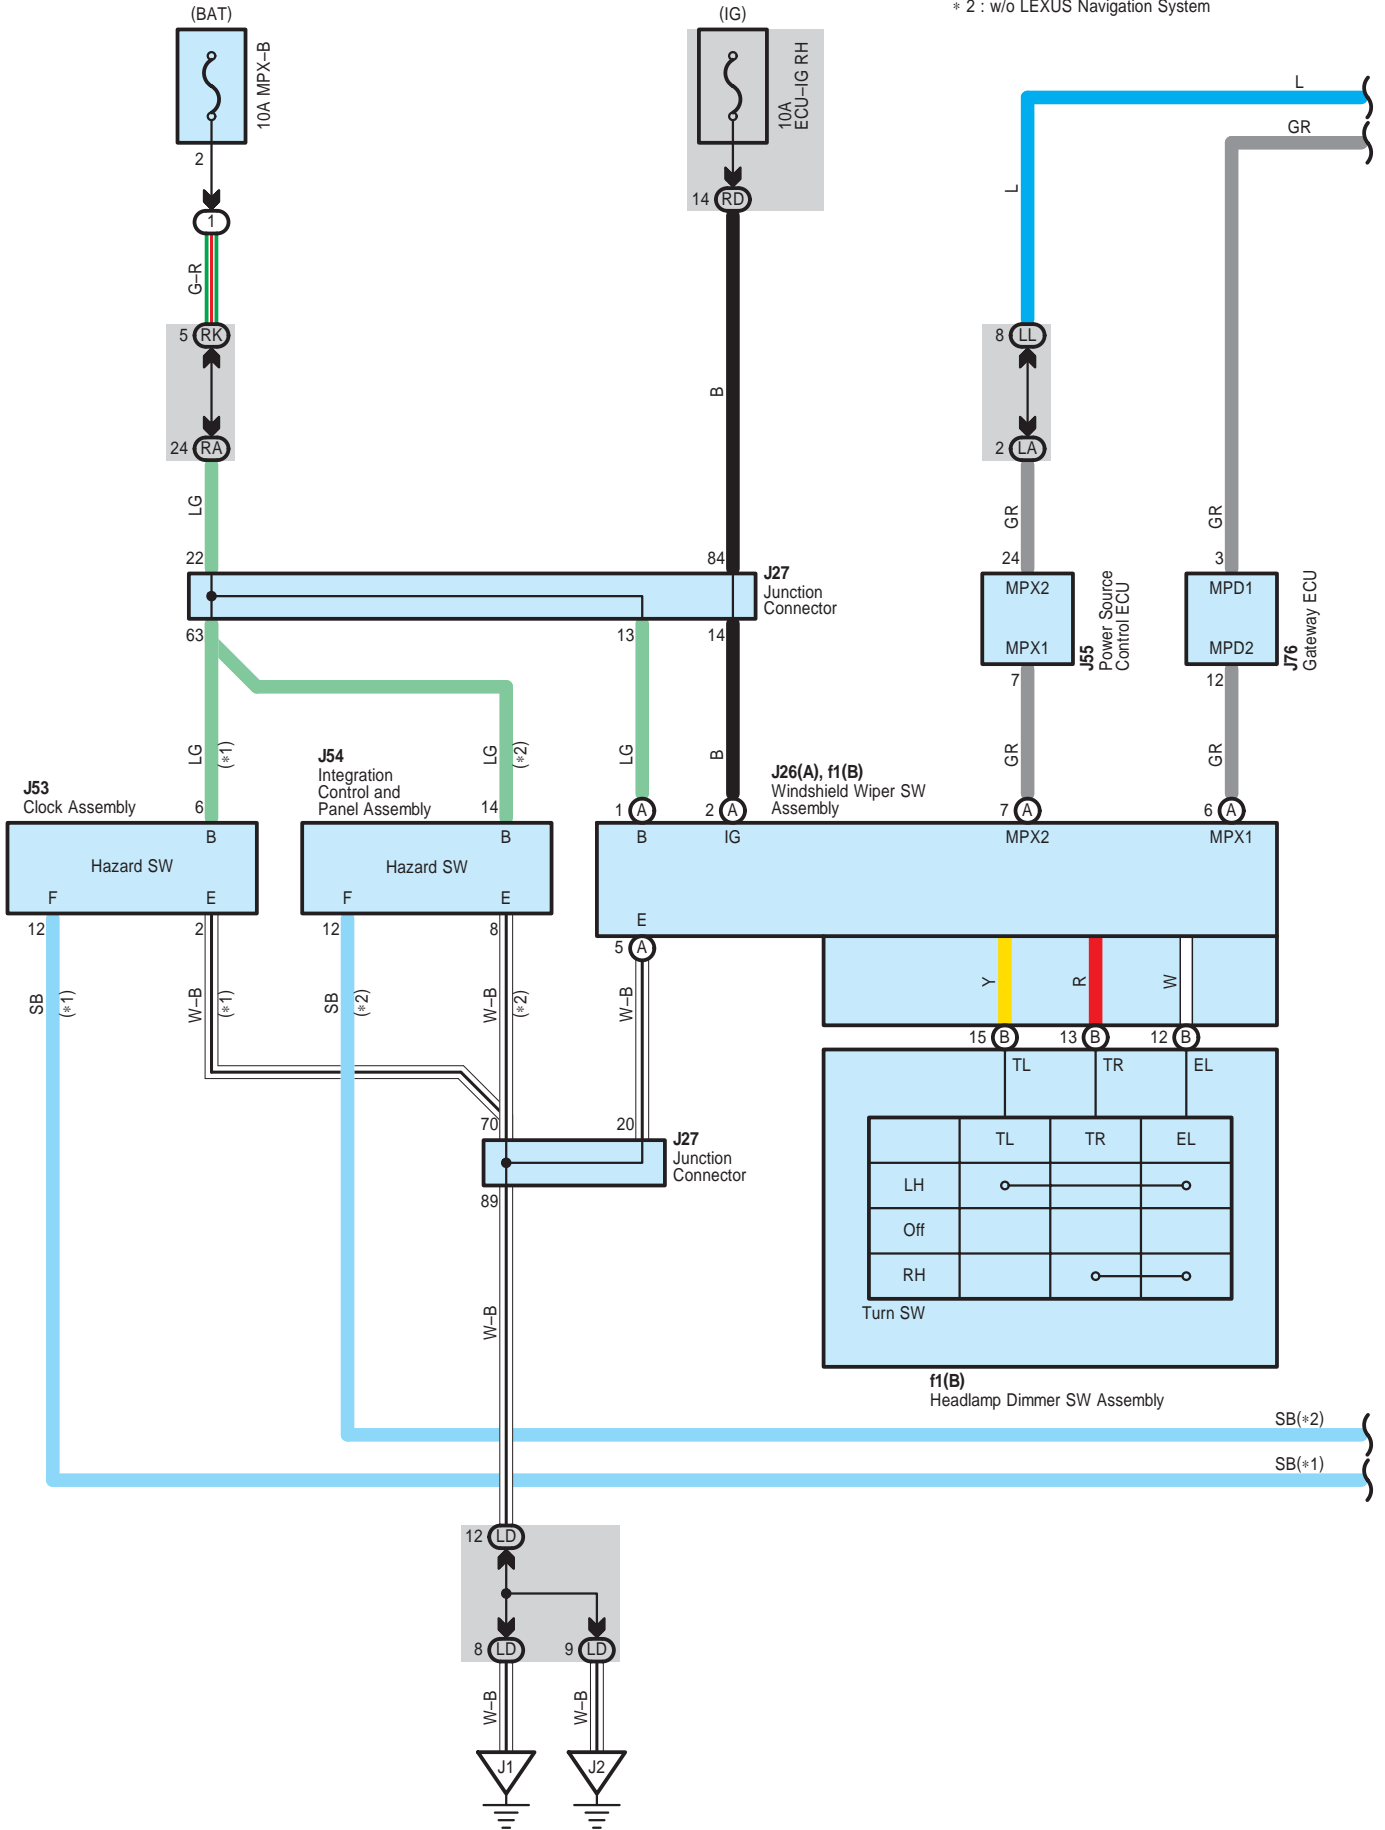 ∗ 2 : w/o LEXUS Navigation System
(BAT)
(IG)
10A MPX–B
10A
ECU–IG RH
2
1
14 RD
L
GR
L
G–R
5 RK
24 RA
B
8 LL
2 LA
LG
GR
GR
22
84
24
3
J27
Junction
Connector
MPX2
MPX1
J55
Power Source
Control ECU
MPD1
MPD2
J76
Gateway ECU
63
13
14
7
12
LG
(∗1)
LG
(∗2)
LG
B
GR
GR
J53
Clock Assembly
J54
Integration
Control and
Panel Assembly
J26(A), f1(B)
Windshield Wiper SW
Assembly
6
14
1 A
2 A
7 A
6 A
B
B
B
IG
MPX2
MPX1
Hazard SW
Hazard SW
F
E
F
E
E
12
2
12
8
5 A
SB
(∗1)
W–B
(∗1)
SB
(∗2)
W–B
(∗2)
W–B
Y
R
W
15 B
13 B
12 B
TL
TR
EL
70
20
J27
Junction
Connector
89
TL
TR
EL
LH
Off
RH
Turn SW
W–B
f1(B)
Headlamp Dimmer SW Assembly
SB(∗2)
SB(∗1)
12 LD
8 LD
9 LD
W–B
W–B
J1
J2